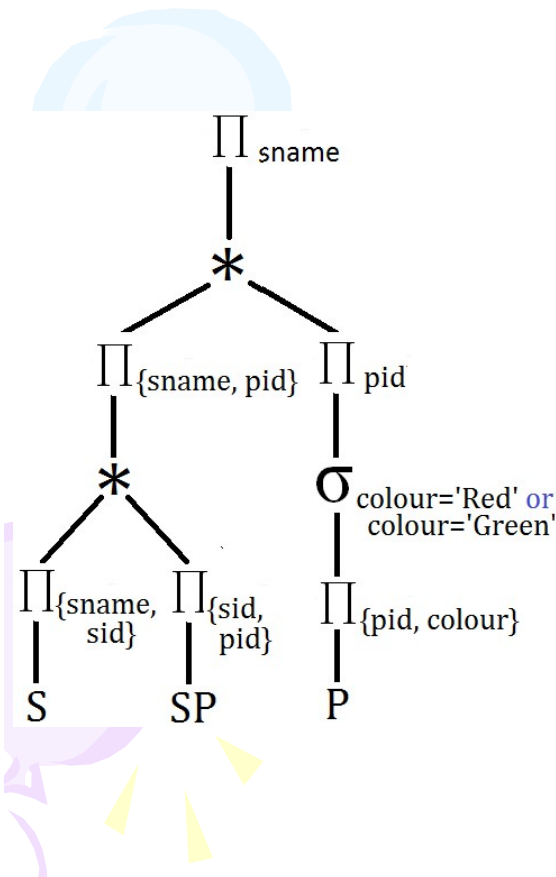 ∏ sname
*
∏{sname, pid} ∏ pid
*
σ colour='Red' or
colour='Green'
∏{sname,
sid}
∏{sid,
pid}
∏{pid, colour}
S SP P